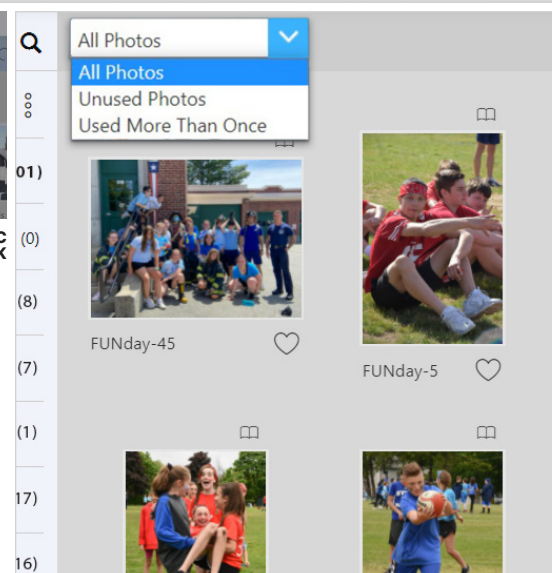 All Photos
All Photos
Unused Photos
Used More Than Once
01)
(0)
(8)
(7)
(1)
17)
16)
FUNday-45
FUNday-5